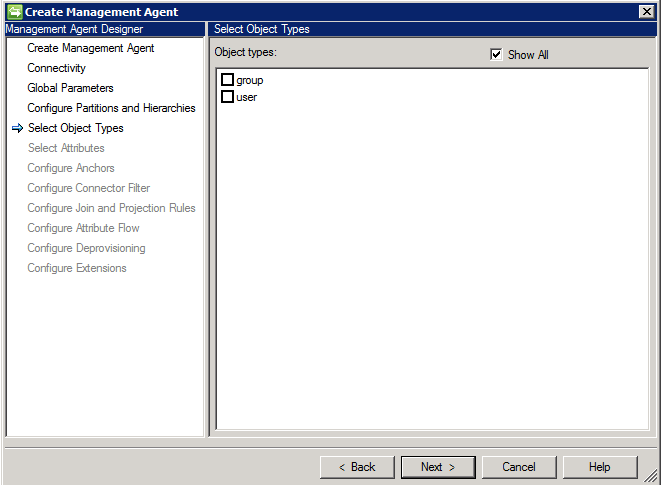 Create Management Agent
Management Agent Designer
Select Object Types
Create Management Agent
Connectivity
Global Parameters
Configure Partitions and Hierarchies
Select Object Types
Select Attributes
Configure Anchors
Configure Connector Filter
Configure Join and Projection Rules
Configure Attribute Flow
Configure Deprovisioning
Configure Extensions
Object types:
Show All
group
user
< Back
Next >
Cancel
Help